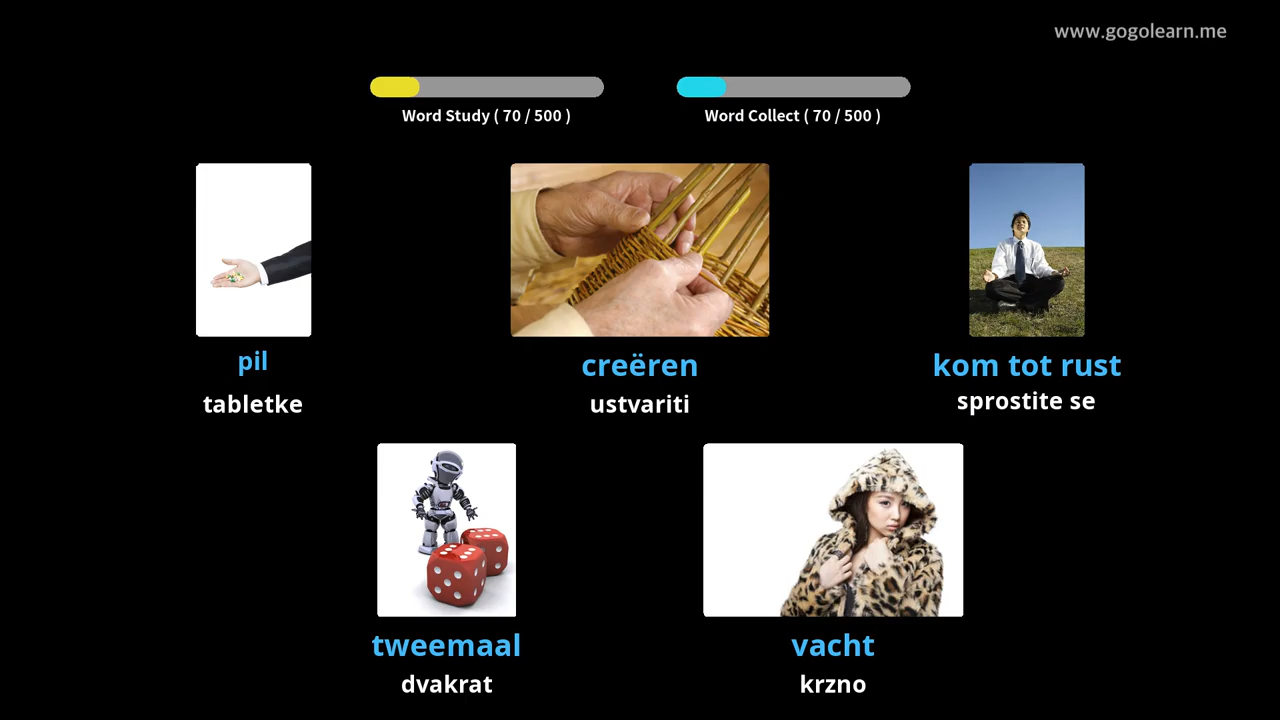 www.gogolearn.me
Word Study ( 70 / 500 )
Word Collect ( 70 / 500 )
pil
tabletke
creëren
ustvariti
kom tot rust
sprostite se
tweemaal
dvakrat
vacht
krzno